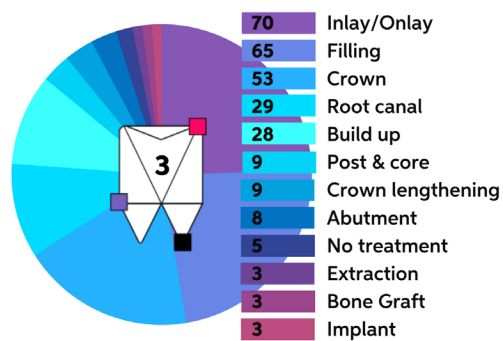 70 Inlay/Onlay
65 Filling
53 Crown
29 Root canal
28 Build up
9 Post & core
9 Crown lengthening
8 Abutment
5 No treatment
3 Extraction
3 Bone Graft
3 Implant
3